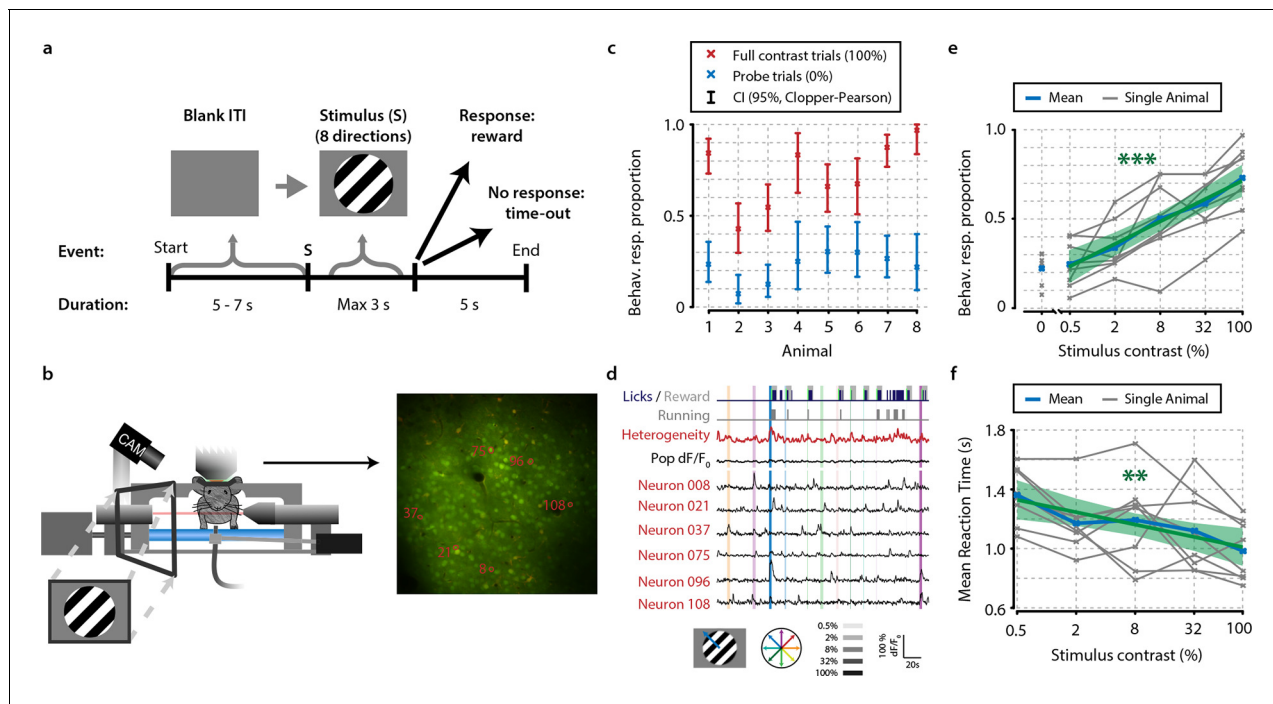 a
Blank ITI
Stimulus (S)
(8 directions)
Response:
reward
No response:
time-out
Event:
Start
S
End
Duration:
5 - 7 s
Max 3 s
5 s
b
CAM
75
96
108
37
21
8
c
Full contrast trials (100%)
Probe trials (0%)
CI (95%, Clopper-Pearson)
Behav. resp. proportion
1.0
0.5
0
1 2 3 4 5 6 7 8
Animal
d
Licks / Reward
Running
Heterogeneity
Pop dF/F0
Neuron 008
Neuron 021
Neuron 037
Neuron 075
Neuron 096
Neuron 108
0.5%
2%
8%
32%
100%
100 %
dF/F0
20s
e
Mean Single Animal
Behav. resp. proportion
1.0
0.5
0
***
0 0.5 2 8 32 100
Stimulus contrast (%)
f
Mean Single Animal
Mean Reaction Time (s)
1.8
1.4
1.0
0.6
**
0.5 2 8 32 100
Stimulus contrast (%)